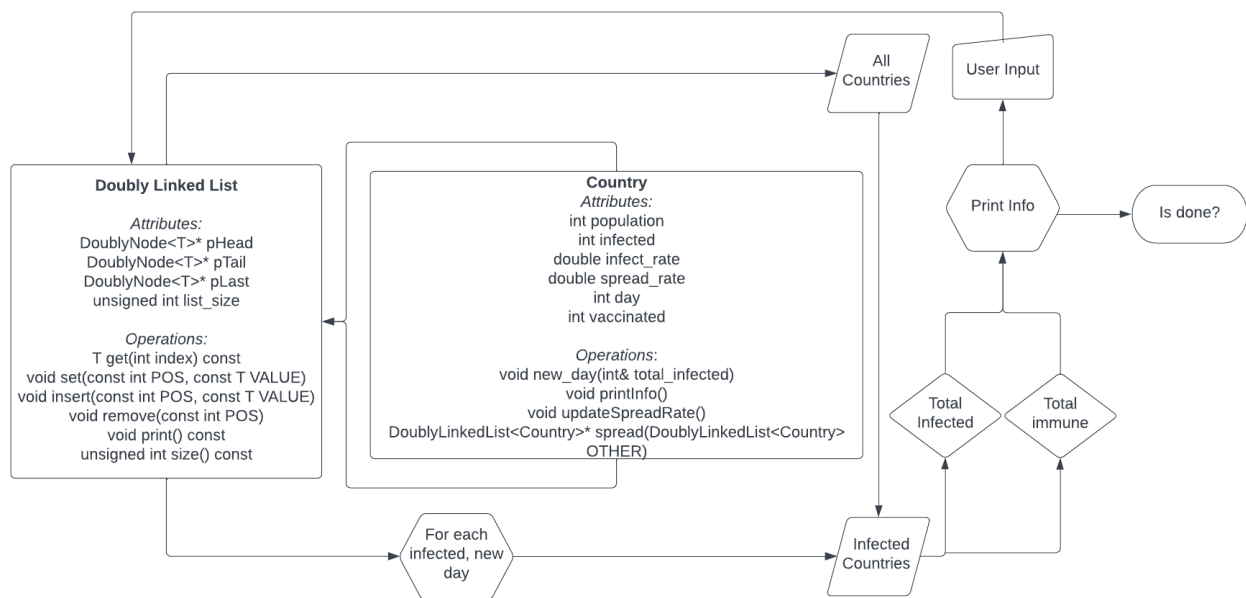 All
Countries
User Input
Doubly Linked List
Attributes:
DoublyNode<T>* pHead
DoublyNode<T>* pTail
DoublyNode<T>* pLast
unsigned int list_size
Operations:
T get(int index) const
void set(const int POS, const T VALUE)
void insert(const int POS, const T VALUE)
void remove(const int POS)
void print() const
unsigned int size() const
Country
Attributes:
int population
int infected
double infect_rate
double spread_rate
int day
int vaccinated
Operations:
void new_day(int& total_infected)
void printInfo()
void updateSpreadRate()
DoublyLinkedList<Country>* spread(DoublyLinkedList<Country>
OTHER)
Print Info
Is done?
Total
Infected
Total
immune
For each
infected, new
day
Infected
Countries